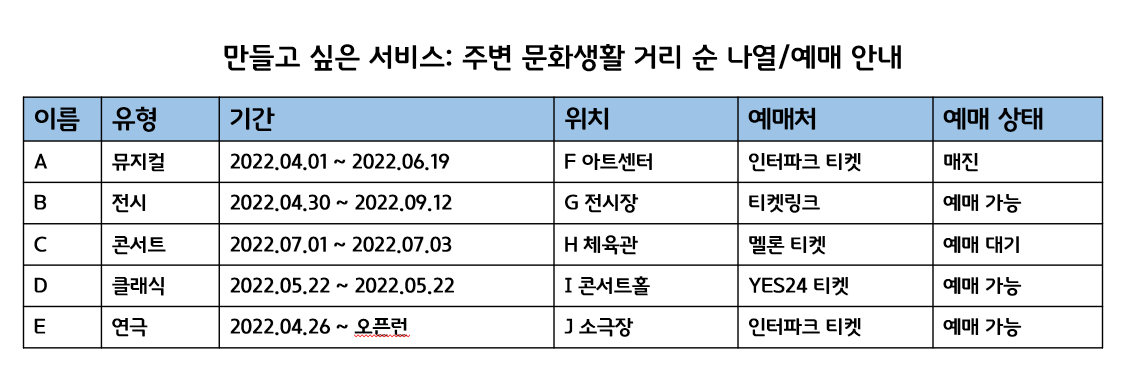 만들고 싶은 서비스: 주변 문화생활 거리 순 나열/예매 안내
이름 유형 기간 위치 예매처 예매 상태
A 뮤지컬 2022.04.01 ~ 2022.06.19 F 아트센터 인터파크 티켓 매진
B 전시 2022.04.30 ~ 2022.09.12 G 전시장 티켓링크 예매 가능
C 콘서트 2022.07.01 ~ 2022.07.03 H 체육관 멜론 티켓 예매 대기
D 클래식 2022.05.22 ~ 2022.05.22 I 콘서트홀 YES24 티켓 예매 가능
E 연극 2022.04.26 ~ 오픈런 J 소극장 인터파크 티켓 예매 가능